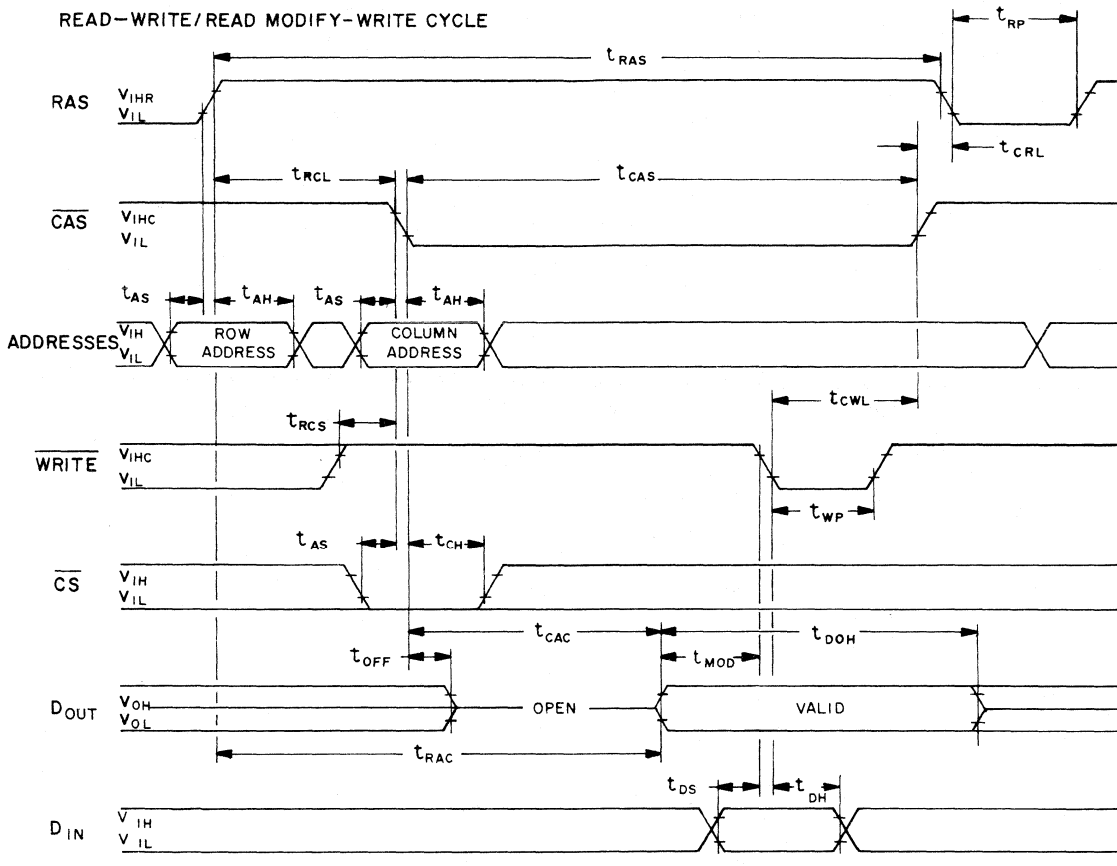 READ-WRITE/READ MODIFY-WRITE CYCLE
tRP
tRAS
RAS
VIHR
VIL
tCRL
tRCL
tCAS
CAS
VIHC
VIL
tAS
tAH
tAS
tAH
ADDRESSES
VIH
VIL
ROW
ADDRESS
COLUMN
ADDRESS
tCWL
tRCS
WRITE
VIHC
VIL
tWP
tAS
tCH
CS
VIH
VIL
tCAC
tDOH
tOFF
tMOD
DOUT
VOH
VOL
OPEN
VALID
tRAC
tDS
tDH
DIN
VIH
VIL